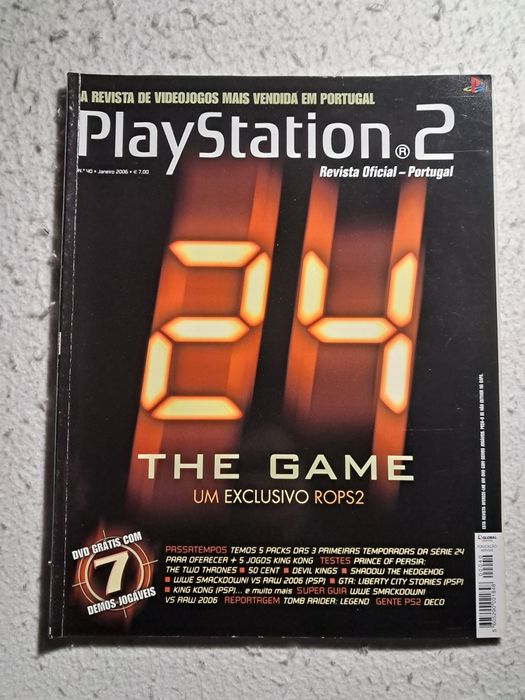 A REVISTA DE VIDEOJOGOS MAIS VENDIDA EM PORTUGAL
PlayStation®2
N.º 40 • Janeiro 2006 • € 7,00
Revista Oficial – Portugal
24
THE GAME
UM EXCLUSIVO ROPS2
DVD GRÁTIS COM
7
DEMOS JOGÁVEIS
PASSATEMPOS TEMOS 5 PACKS DAS 3 PRIMEIRAS TEMPORADAS DA SÉRIE 24
PARA OFERECER + 5 JOGOS KING KONG TESTES PRINCE OF PERSIA:
THE TWO THRONES ■ 50 CENT ■ DEVIL KINGS ■ SHADOW THE HEDGEHOG
■ WWE SMACKDOWN! VS RAW 2006 (PSP) ■ GTA: LIBERTY CITY STORIES (PSP)
■ KING KONG (PSP)... e muito mais SUPER GUIA WWE SMACKDOWN!
VS RAW 2006 REPORTAGEM TOMB RAIDER: LEGEND GENTE PS2 DECO
GLOBAL